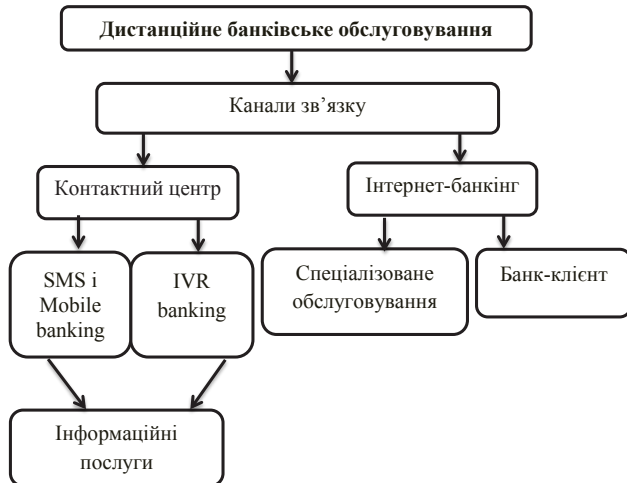 Дистанційне банківське обслуговування
Канали зв’язку
Контактний центр
Інтернет-банкінг
SMS і
Mobile
banking
IVR
banking
Спеціалізоване
обслуговування
Банк-клієнт
Інформаційні
послуги